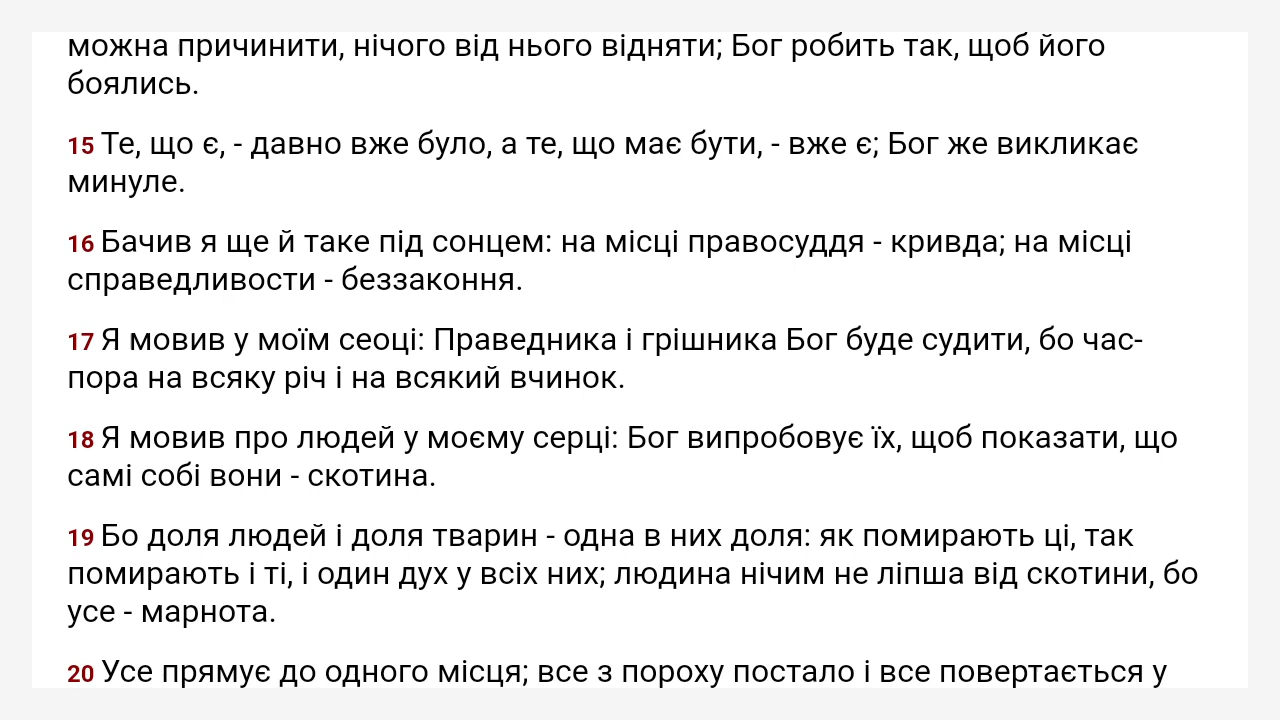 можна причинити, нічого від нього відняти; Бог робить так, щоб його
боялись.
15 Те, що є, - давно вже було, а те, що має бути, - вже є; Бог же викликає
минуле.
16 Бачив я ще й таке під сонцем: на місці правосуддя - кривда; на місці
справедливости - беззаконня.
17 Я мовив у моїм сеоці: Праведника і грішника Бог буде судити, бо час-
пора на всяку річ і на всякий вчинок.
18 Я мовив про людей у моєму серці: Бог випробовує їх, щоб показати, що
самі собі вони - скотина.
19 Бо доля людей і доля тварин - одна в них доля: як помирають ці, так
помирають і ті, і один дух у всіх них; людина нічим не ліпша від скотини, бо
усе - марнота.
20 Усе прямує до одного місця; все з пороху постало і все повертається у